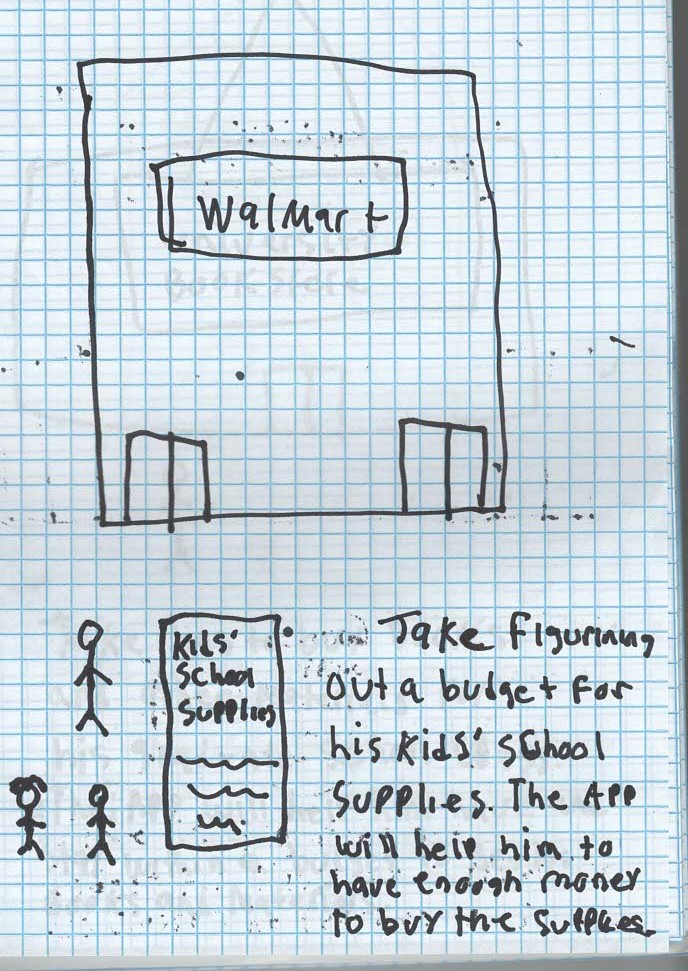 WalMart
Kids'
School
Supplies
Jake figurinng
out a budget for
his kids' school
supplies. The App
will help him to
have enough money
to buy the supplies.